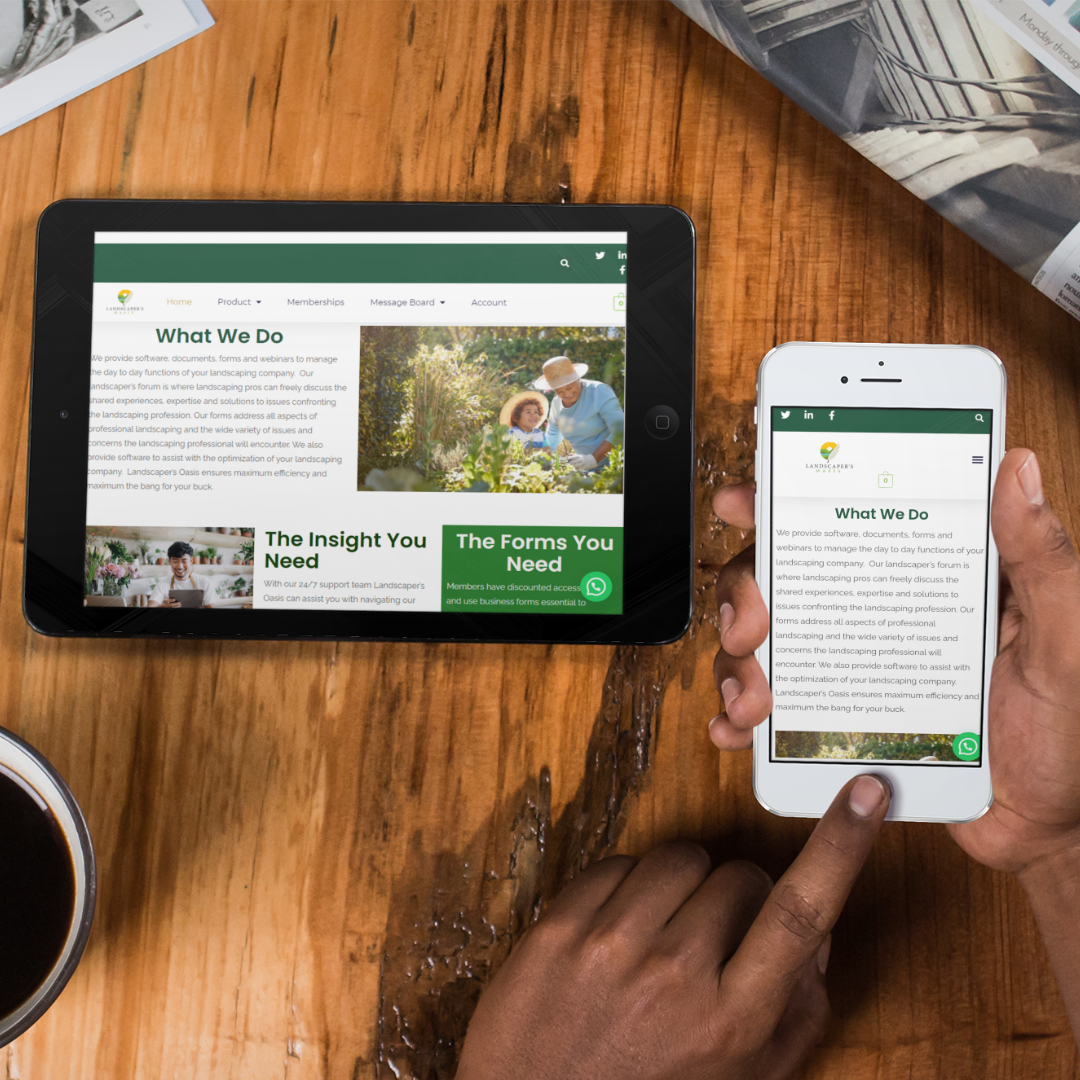 Monday through
Home
Product
Memberships
Message Board
Account
0
LANDSCAPER'S
OASIS
What We Do
We provide software, documents, forms and webinars to manage
the day to day functions of your landscaping company. Our
landscaper's forum is where landscaping pros can freely discuss the
shared experiences, expertise and solutions to issues confronting
the landscaping profession. Our forms address all aspects of
professional landscaping and the wide variety of issues and
concerns the landscaping professional will encounter. We also
provide software to assist with the optimization of your landscaping
company. Landscaper's Oasis ensures maximum efficiency and
maximum the bang for your buck.
The Insight You
Need
With our 24/7 support team Landscaper's
Oasis can assist you with navigating our
The Forms You
Need
Members have discounted access
and use business forms essential to
LANDSCAPER'S
OASIS
0
What We Do
We provide software, documents, forms and
webinars to manage the day to day functions of your
landscaping company. Our landscaper's forum is
where landscaping pros can freely discuss the
shared experiences, expertise and solutions to
issues confronting the landscaping profession. Our
forms address all aspects of professional
landscaping and the wide variety of issues and
concerns the landscaping professional will
encounter. We also provide software to assist with
the optimization of your landscaping company.
Landscaper's Oasis ensures maximum efficiency and
maximum the bang for your buck.